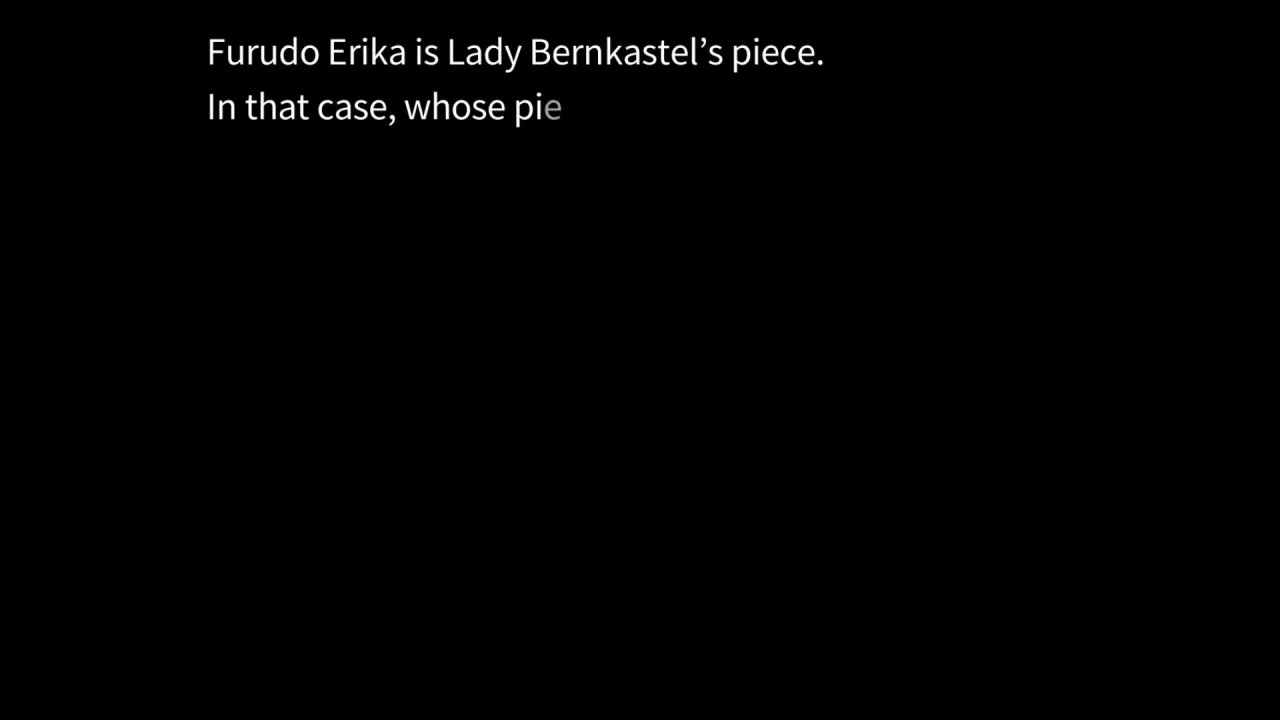 Furudo Erika is Lady Bernkastel’s piece.
In that case, whose pie